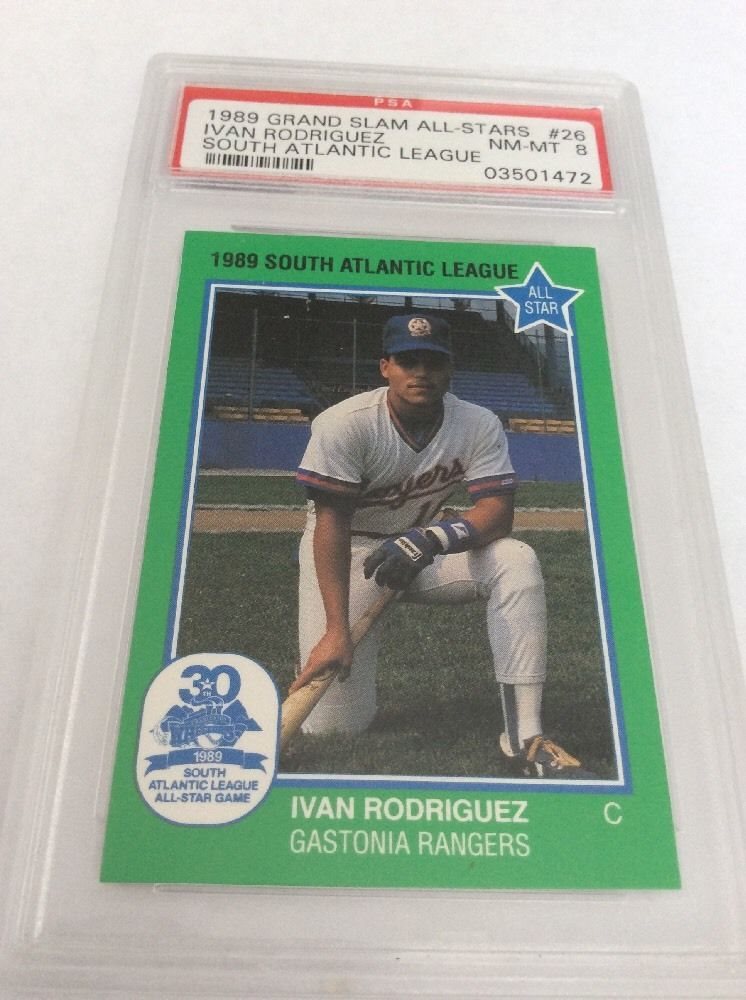 PSA
1989 GRAND SLAM ALL-STARS #26
IVAN RODRIGUEZ NM-MT 8
SOUTH ATLANTIC LEAGUE
03501472
1989 SOUTH ATLANTIC LEAGUE
ALL
STAR
30
TH
1989
SOUTH
ATLANTIC LEAGUE
ALL-STAR GAME
IVAN RODRIGUEZ C
GASTONIA RANGERS